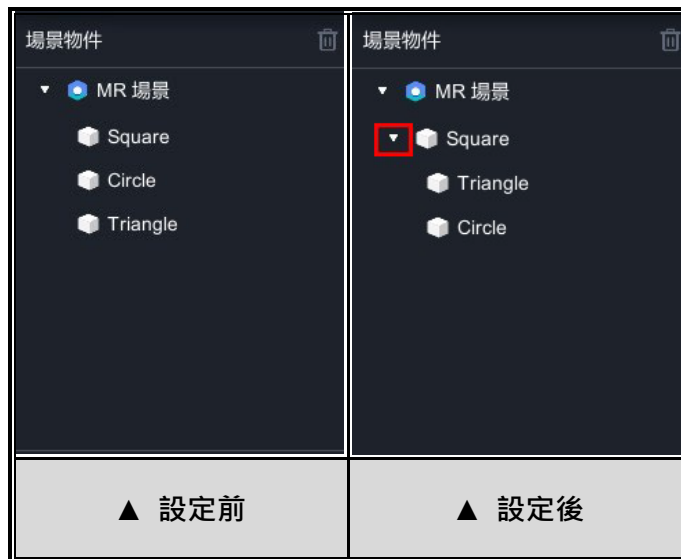 場景物件
MR 場景
Square
Circle
Triangle
▲ 設定前
場景物件
MR 場景
Square
Triangle
Circle
▲ 設定後